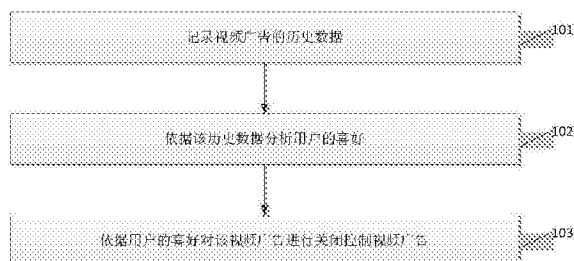 记录视频广告的历史数据
101
依据该历史数据分析用户的喜好
102
依据用户的喜好对该视频广告进行关闭控制视频广告
103